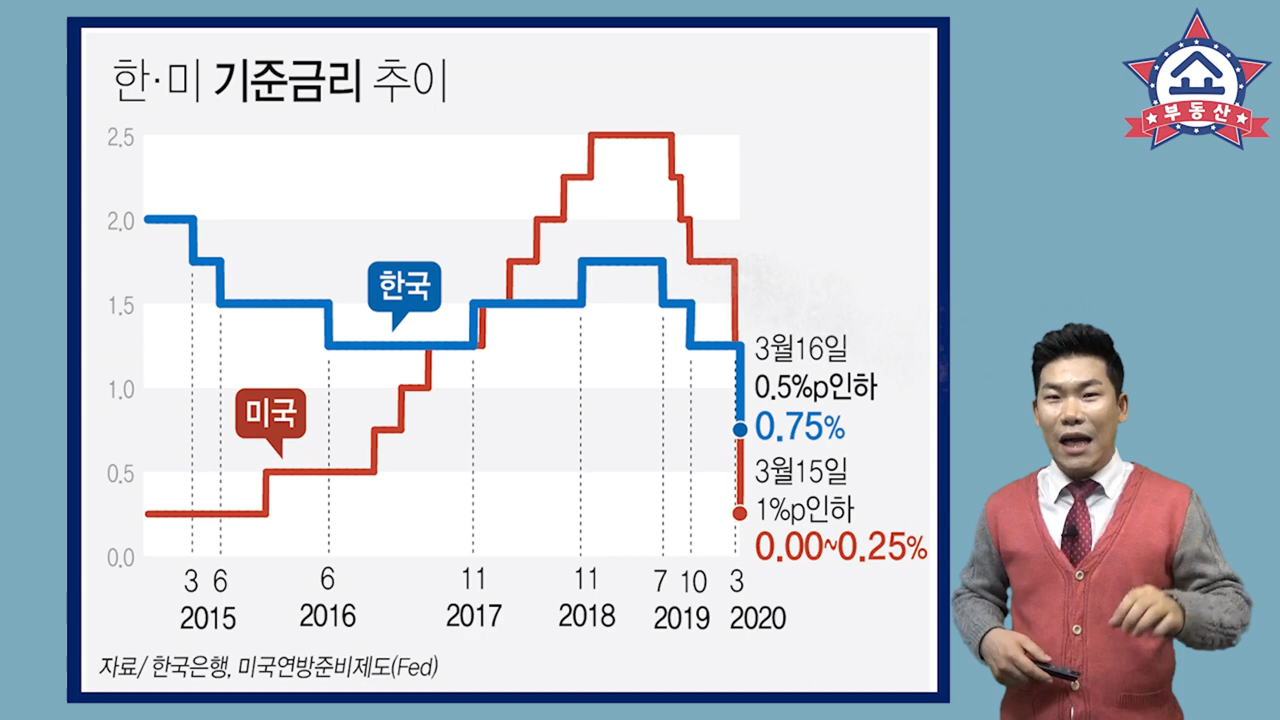 한·미 기준금리 추이
2.5
2.0
1.5
1.0
0.5
0.0
한국
미국
3월16일
0.5%p인하
0.75%
3월15일
1%p인하
0.00~0.25%
3 6 6 11 11 7 10 3
2015 2016 2017 2018 2019 2020
자료/ 한국은행, 미국연방준비제도(Fed)
부동산